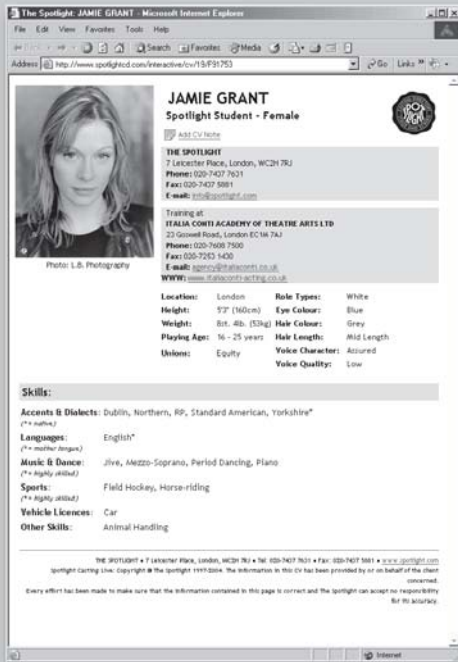 The Spotlight: JAMIE GRANT - Microsoft Internet Explorer
File Edit View Favorites Tools Help
Search Favorites Media
Address http://www.spotlightcd.com/interactive/cv/19/F91753 Go Links »
JAMIE GRANT
Spotlight Student - Female
SPOTLIGHT
Add CV Note
THE SPOTLIGHT
7 Leicester Place, London, WC2H 7RJ
Phone: 020-7437 7631
Fax: 020-7437 5881
E-mail: info@spotlight.com
Training at
ITALIA CONTI ACADEMY OF THEATRE ARTS LTD
23 Goswell Road, London EC1M 7AJ
Phone: 020-7608 7500
Fax: 020-7253 1430
E-mail: agency@italiaconti.co.uk
WWW: www.italiaconti-acting.co.uk
Photo: L.B. Photography
Location: London Role Types: White
Height: 5'3" (160cm) Eye Colour: Blue
Weight: 8st. 4lb. (53kg) Hair Colour: Grey
Playing Age: 16 - 25 years Hair Length: Mid Length
Unions: Equity Voice Character: Assured
Voice Quality: Low
Skills:
Accents & Dialects: Dublin, Northern, RP, Standard American, Yorkshire*
(*= native)
Languages: English*
(*= mother tongue)
Music & Dance: Jive, Mezzo-Soprano, Period Dancing, Piano
(*= highly skilled)
Sports: Field Hockey, Horse-riding
(*= highly skilled)
Vehicle Licences: Car
Other Skills: Animal Handling
THE SPOTLIGHT • 7 Leicester Place, London, WC2H 7RJ • Tel: 020-7437 7631 • Fax: 020-7437 5881 • www.spotlight.com
Spotlight Casting Live: Copyright © The Spotlight 1997-2004. The information in this CV has been provided by or on behalf of the client
concerned.
Every effort has been made to make sure that the information contained in this page is correct and The Spotlight can accept no responsibility
for its accuracy.
Internet